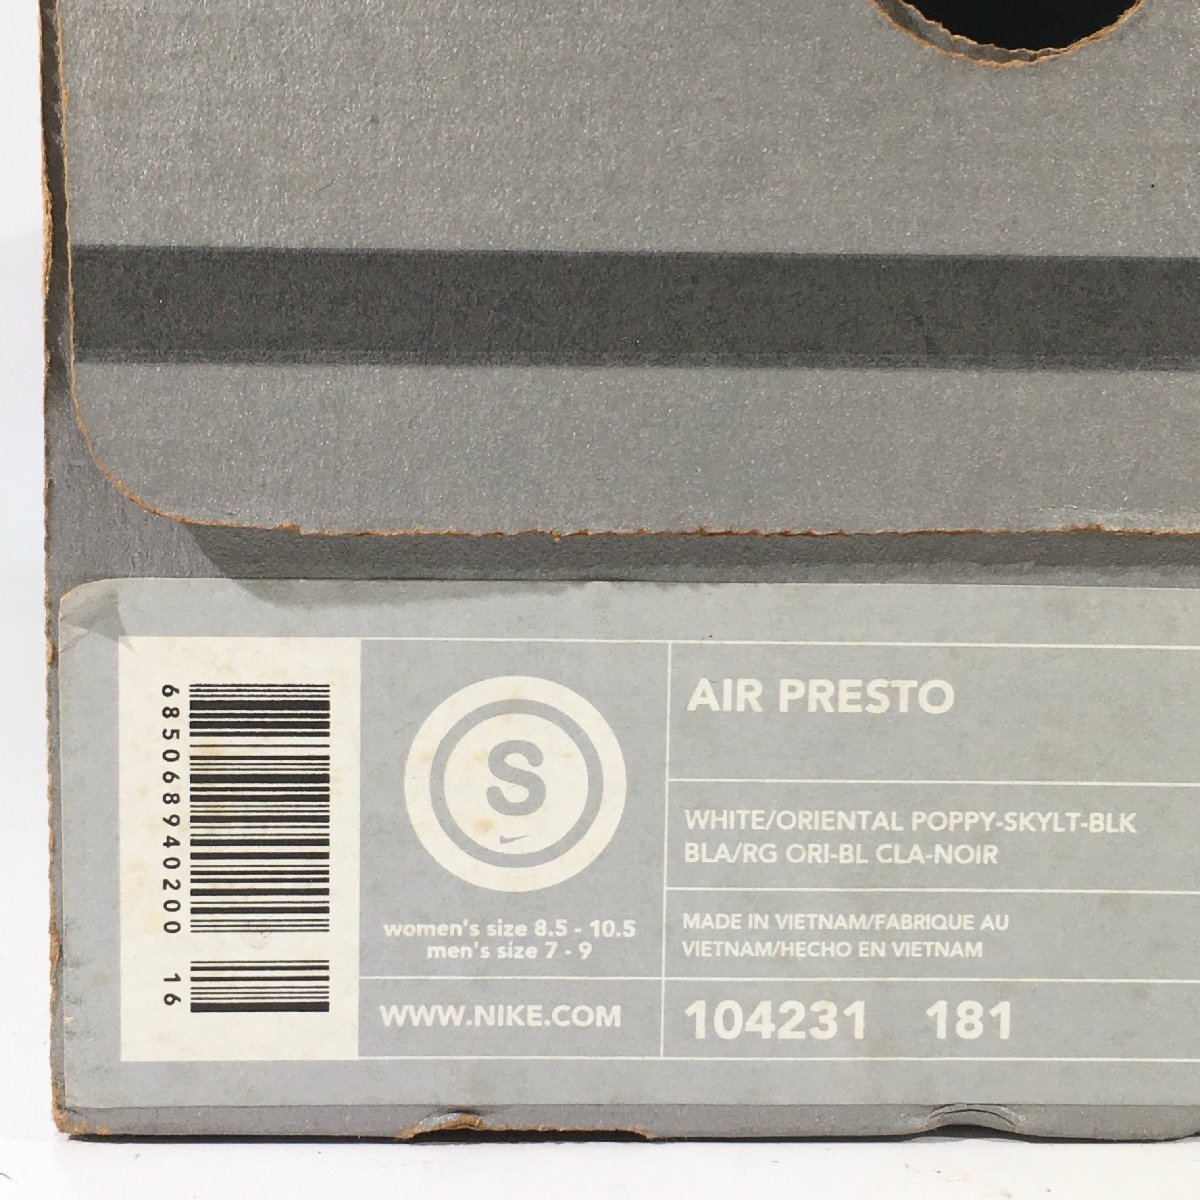 685068940200 16
S
women's size 8.5 - 10.5
men's size 7 - 9
WWW.NIKE.COM
AIR PRESTO
WHITE/ORIENTAL POPPY-SKYLT-BLK
BLA/RG ORI-BL CLA-NOIR
MADE IN VIETNAM/FABRIQUE AU
VIETNAM/HECHO EN VIETNAM
104231 181